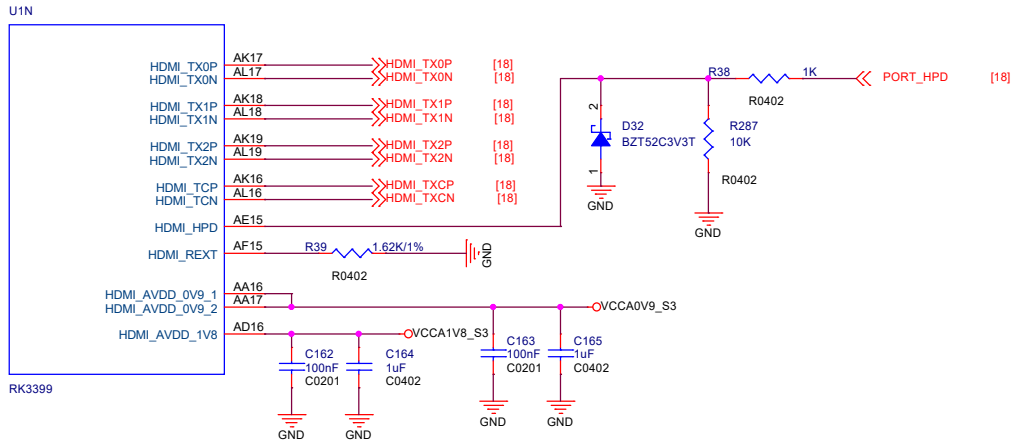 U1N
HDMI_TX0P AK17 HDMI_TX0P [18]
HDMI_TX0N AL17 HDMI_TX0N [18]
R38 1K PORT_HPD [18]
R0402
HDMI_TX1P AK18 HDMI_TX1P [18]
HDMI_TX1N AL18 HDMI_TX1N [18]
2
D32
BZT52C3V3T
1
GND
R287
10K
R0402
GND
HDMI_TX2P AK19 HDMI_TX2P [18]
HDMI_TX2N AL19 HDMI_TX2N [18]
HDMI_TCP AK16 HDMI_TXCP [18]
HDMI_TCN AL16 HDMI_TXCN [18]
HDMI_HPD AE15
HDMI_REXT AF15 R39 1.62K/1% GND
R0402
HDMI_AVDD_0V9_1 AA16
HDMI_AVDD_0V9_2 AA17 VCCA0V9_S3
HDMI_AVDD_1V8 AD16 VCCA1V8_S3
C162
100nF
C0201
GND
C164
1uF
C0402
GND
C163
100nF
C0201
GND
C165
1uF
C0402
GND
RK3399